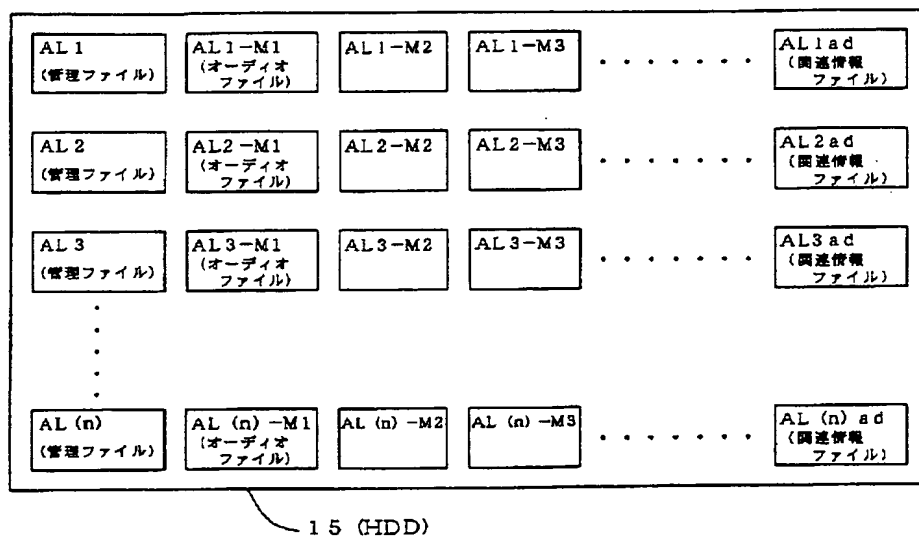 AL1
(管理ファイル)
AL1-M1
(オーディオ
ファイル)
AL1-M2
AL1-M3
AL1ad
(関連情報
ファイル)
AL2
(管理ファイル)
AL2-M1
(オーディオ
ファイル)
AL2-M2
AL2-M3
AL2ad
(関連情報
ファイル)
AL3
(管理ファイル)
AL3-M1
(オーディオ
ファイル)
AL3-M2
AL3-M3
AL3ad
(関連情報
ファイル)
AL(n)
(管理ファイル)
AL(n)-M1
(オーディオ
ファイル)
AL(n)-M2
AL(n)-M3
AL(n)ad
(関連情報
ファイル)
15(HDD)